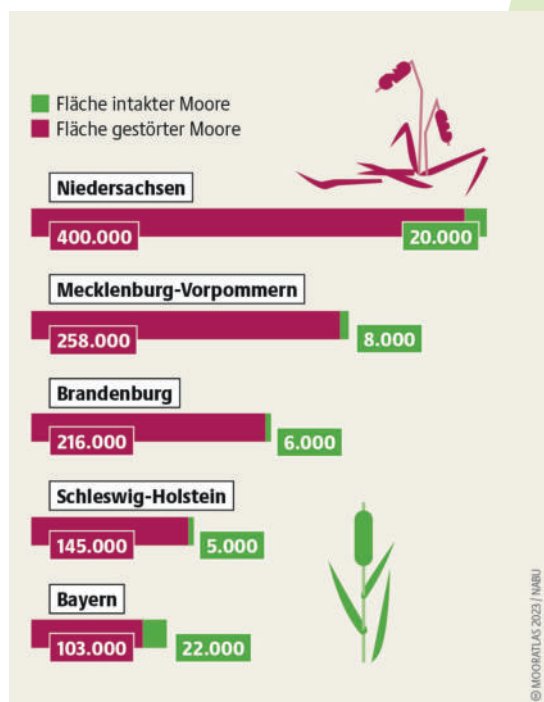 Fläche intakter Moore
Fläche gestörter Moore
Niedersachsen
400.000 20.000
Mecklenburg-Vorpommern
258.000 8.000
Brandenburg
216.000 6.000
Schleswig-Holstein
145.000 5.000
Bayern
103.000 22.000
© MOORATLAS 2023 / NABU